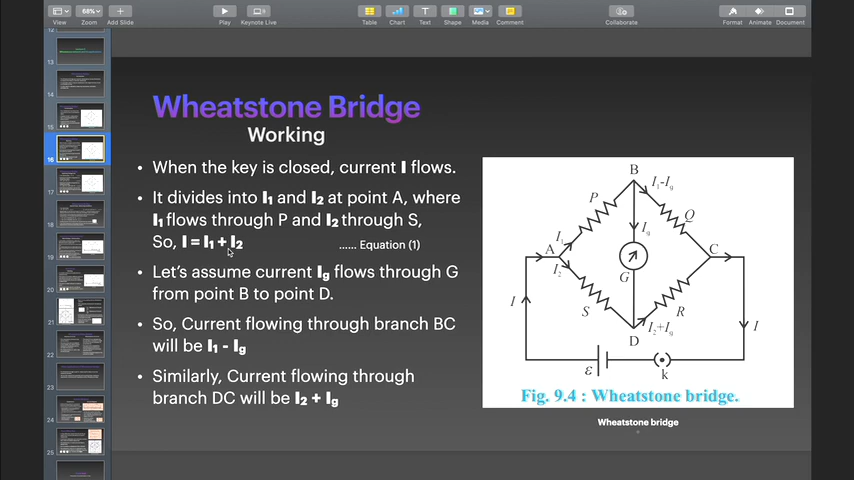 68%
View
Zoom
Add Slide
Play
Keynote Live
Table
Chart
Text
Shape
Media
Comment
Collaborate
Format
Animate
Document
13
14
15
16
17
18
19
20
21
22
23
24
25
Wheatstone Bridge
Working
• When the key is closed, current I flows.
• It divides into I₁ and I₂ at point A, where
I₁ flows through P and I₂ through S,
So, I = I₁ + I₂ ...... Equation (1)
• Let's assume current Ig flows through G
from point B to point D.
• So, Current flowing through branch BC
will be I₁ - Ig
• Similarly, Current flowing through
branch DC will be I₂ + Ig
B
I₁-Ig
P
Q
I₁
Ig
A
C
I₂
G
S
R
I
I
I₂+Ig
D
ε
k
Fig. 9.4 : Wheatstone bridge.
Wheatstone bridge